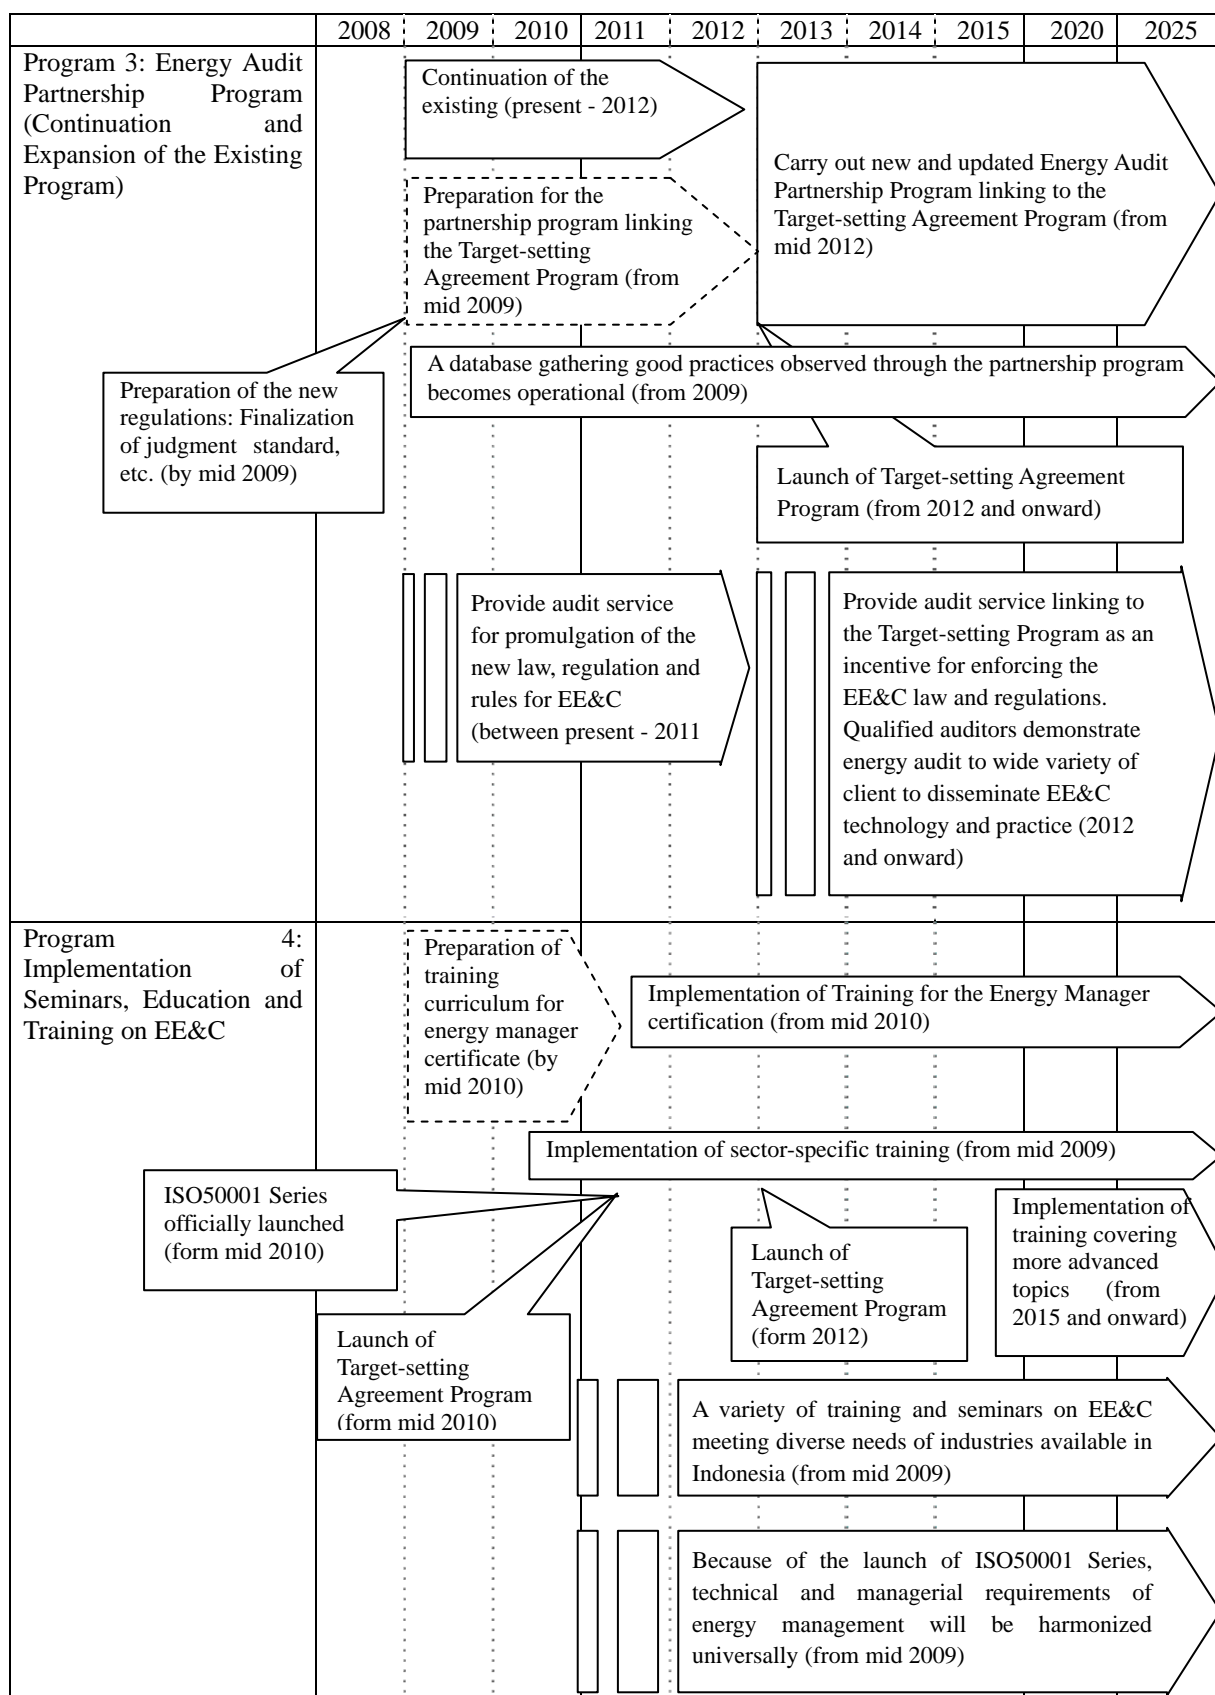 2008 2009 2010 2011 2012 2013 2014 2015 2020 2025
Program 3: Energy Audit
Partnership Program
(Continuation and
Expansion of the Existing
Program)
Continuation of the
existing (present - 2012)
Carry out new and updated Energy Audit
Partnership Program linking to the
Target-setting Agreement Program (from
mid 2012)
Preparation for the
partnership program linking
the Target-setting
Agreement Program (from
mid 2009)
A database gathering good practices observed through the partnership program
becomes operational (from 2009)
Preparation of the new
regulations: Finalization
of judgment standard,
etc. (by mid 2009)
Launch of Target-setting Agreement
Program (from 2012 and onward)
Provide audit service
for promulgation of the
new law, regulation and
rules for EE&C
(between present - 2011
Provide audit service linking to
the Target-setting Program as an
incentive for enforcing the
EE&C law and regulations.
Qualified auditors demonstrate
energy audit to wide variety of
client to disseminate EE&C
technology and practice (2012
and onward)
Program 4:
Implementation of
Seminars, Education and
Training on EE&C
Preparation of
training
curriculum for
energy manager
certificate (by
mid 2010)
Implementation of Training for the Energy Manager
certification (from mid 2010)
Implementation of sector-specific training (from mid 2009)
ISO50001 Series
officially launched
(form mid 2010)
Launch of
Target-setting
Agreement Program
(form 2012)
Implementation of
training covering
more advanced
topics (from
2015 and onward)
Launch of
Target-setting
Agreement Program
(form mid 2010)
A variety of training and seminars on EE&C
meeting diverse needs of industries available in
Indonesia (from mid 2009)
Because of the launch of ISO50001 Series,
technical and managerial requirements of
energy management will be harmonized
universally (from mid 2009)